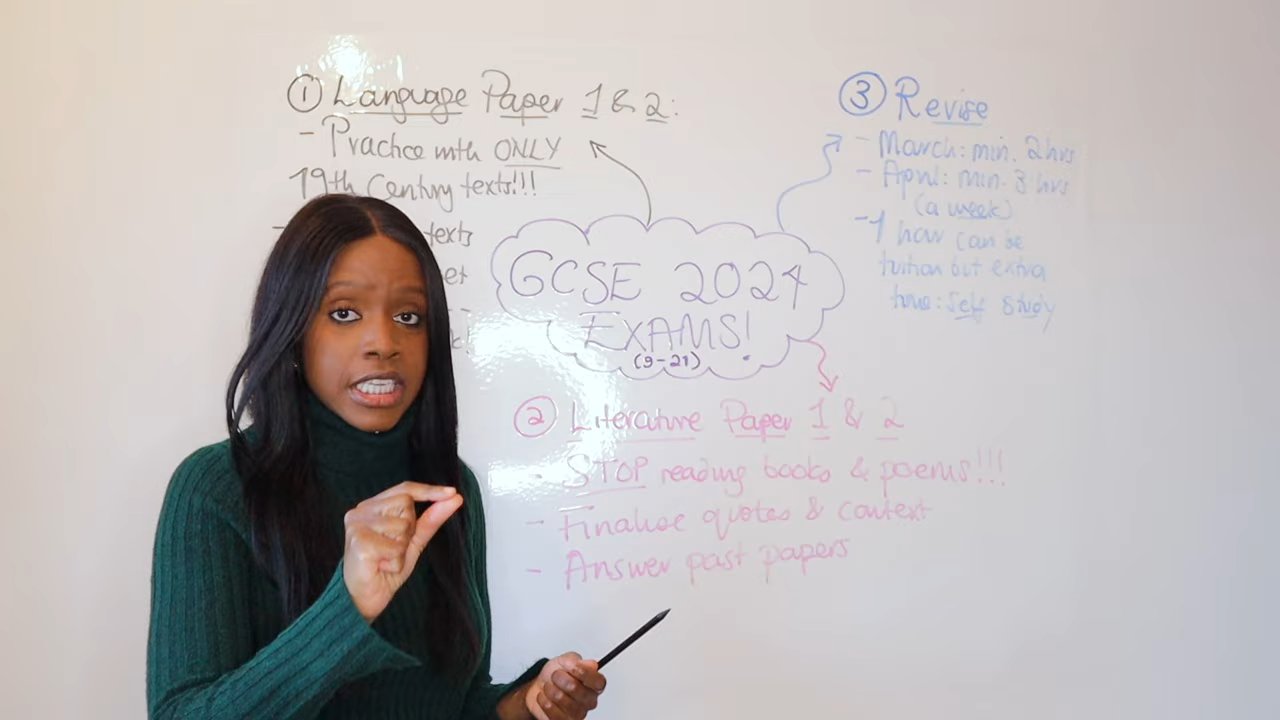 ① Language Paper 1 & 2:
- Practice with ONLY
19th Century texts!!!
texts
GCSE 2024
EXAMS!
(9-21)
③ Revise
- March: min. 2hrs
- April: min. 3 hrs
(a week)
- 1 hour can be
tuition but extra
time: Self study
② Literature Paper 1 & 2
- STOP reading books & poems!!!
- Finalise quotes & context
- Answer past papers